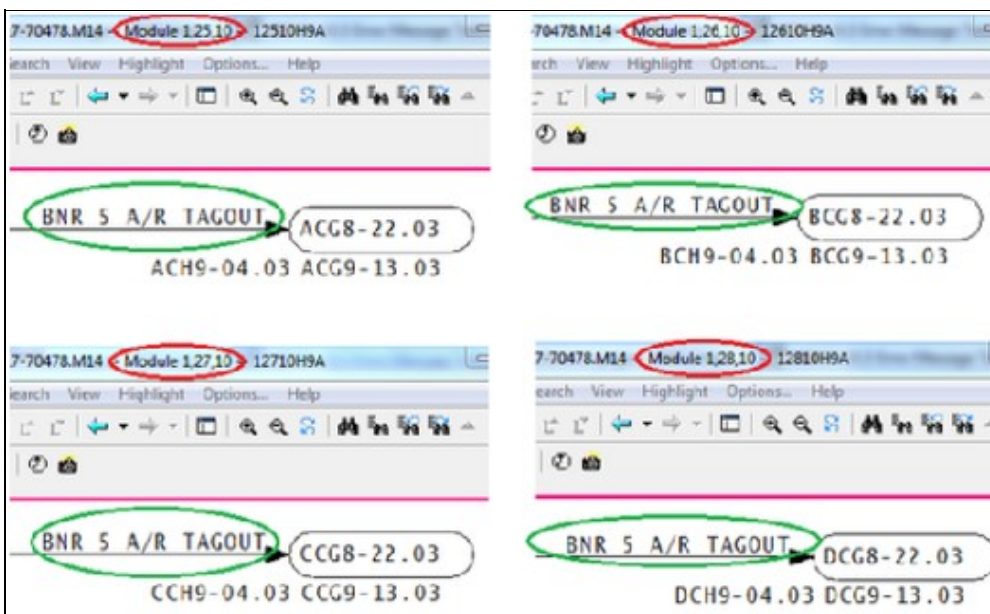 7-70478.M14 - Module 1,25,10 - 12510H9A
earch View Highlight Options... Help
BNR 5 A/R TAGOUT
ACG8-22.03
ACH9-04.03 ACG9-13.03
-70478.M14 - Module 1,26,10 - 12610H9A
rch View Highlight Options... Help
BNR 5 A/R TAGOUT
BCG8-22.03
BCH9-04.03 BCG9-13.03
7-70478.M14 - Module 1,27,10 - 12710H9A
earch View Highlight Options... Help
BNR 5 A/R TAGOUT
CCG8-22.03
CCH9-04.03 CCG9-13.03
7-70478.M14 - Module 1,28,10 - 12810H9A
earch View Highlight Options... Help
BNR 5 A/R TAGOUT
DCG8-22.03
DCH9-04.03 DCG9-13.03